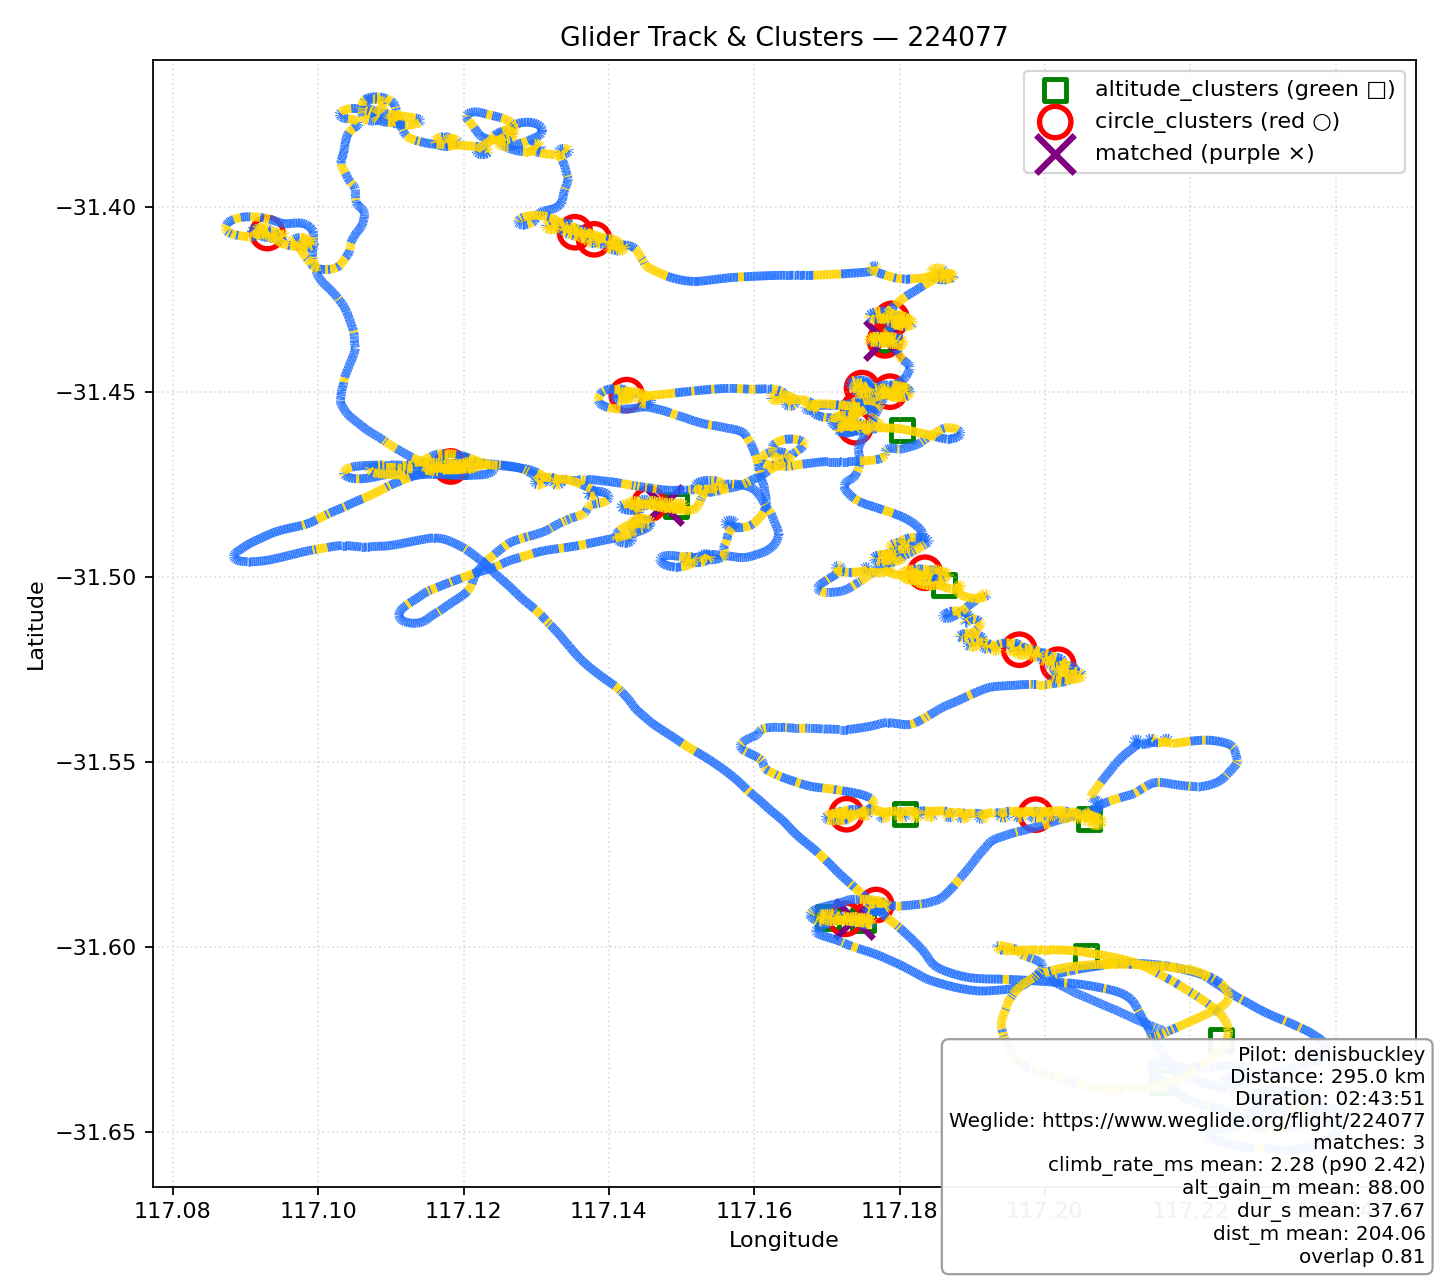 Glider Track & Clusters — 224077
altitude_clusters (green □)
circle_clusters (red ○)
matched (purple ×)
−31.40
−31.45
−31.50
−31.55
−31.60
−31.65
Latitude
117.08
117.10
117.12
117.14
117.16
117.18
117.20
117.22
Longitude
Pilot: denisbuckley
Distance: 295.0 km
Duration: 02:43:51
Weglide: https://www.weglide.org/flight/224077
matches: 3
climb_rate_ms mean: 2.28 (p90 2.42)
alt_gain_m mean: 88.00
dur_s mean: 37.67
dist_m mean: 204.06
overlap 0.81